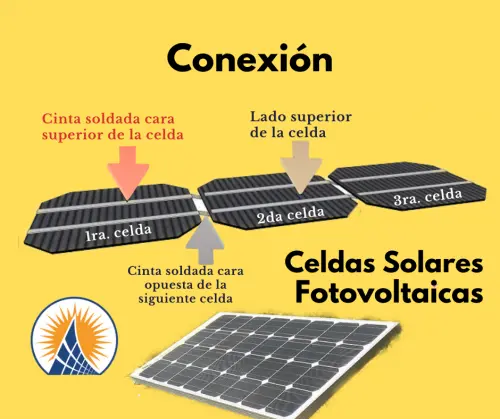 Conexión
Cinta soldada cara
superior de la celda
Lado superior
de la celda
1ra. celda
2da celda
3ra. celda
Cinta soldada cara
opuesta de la
siguiente celda
Celdas Solares
Fotovoltaicas